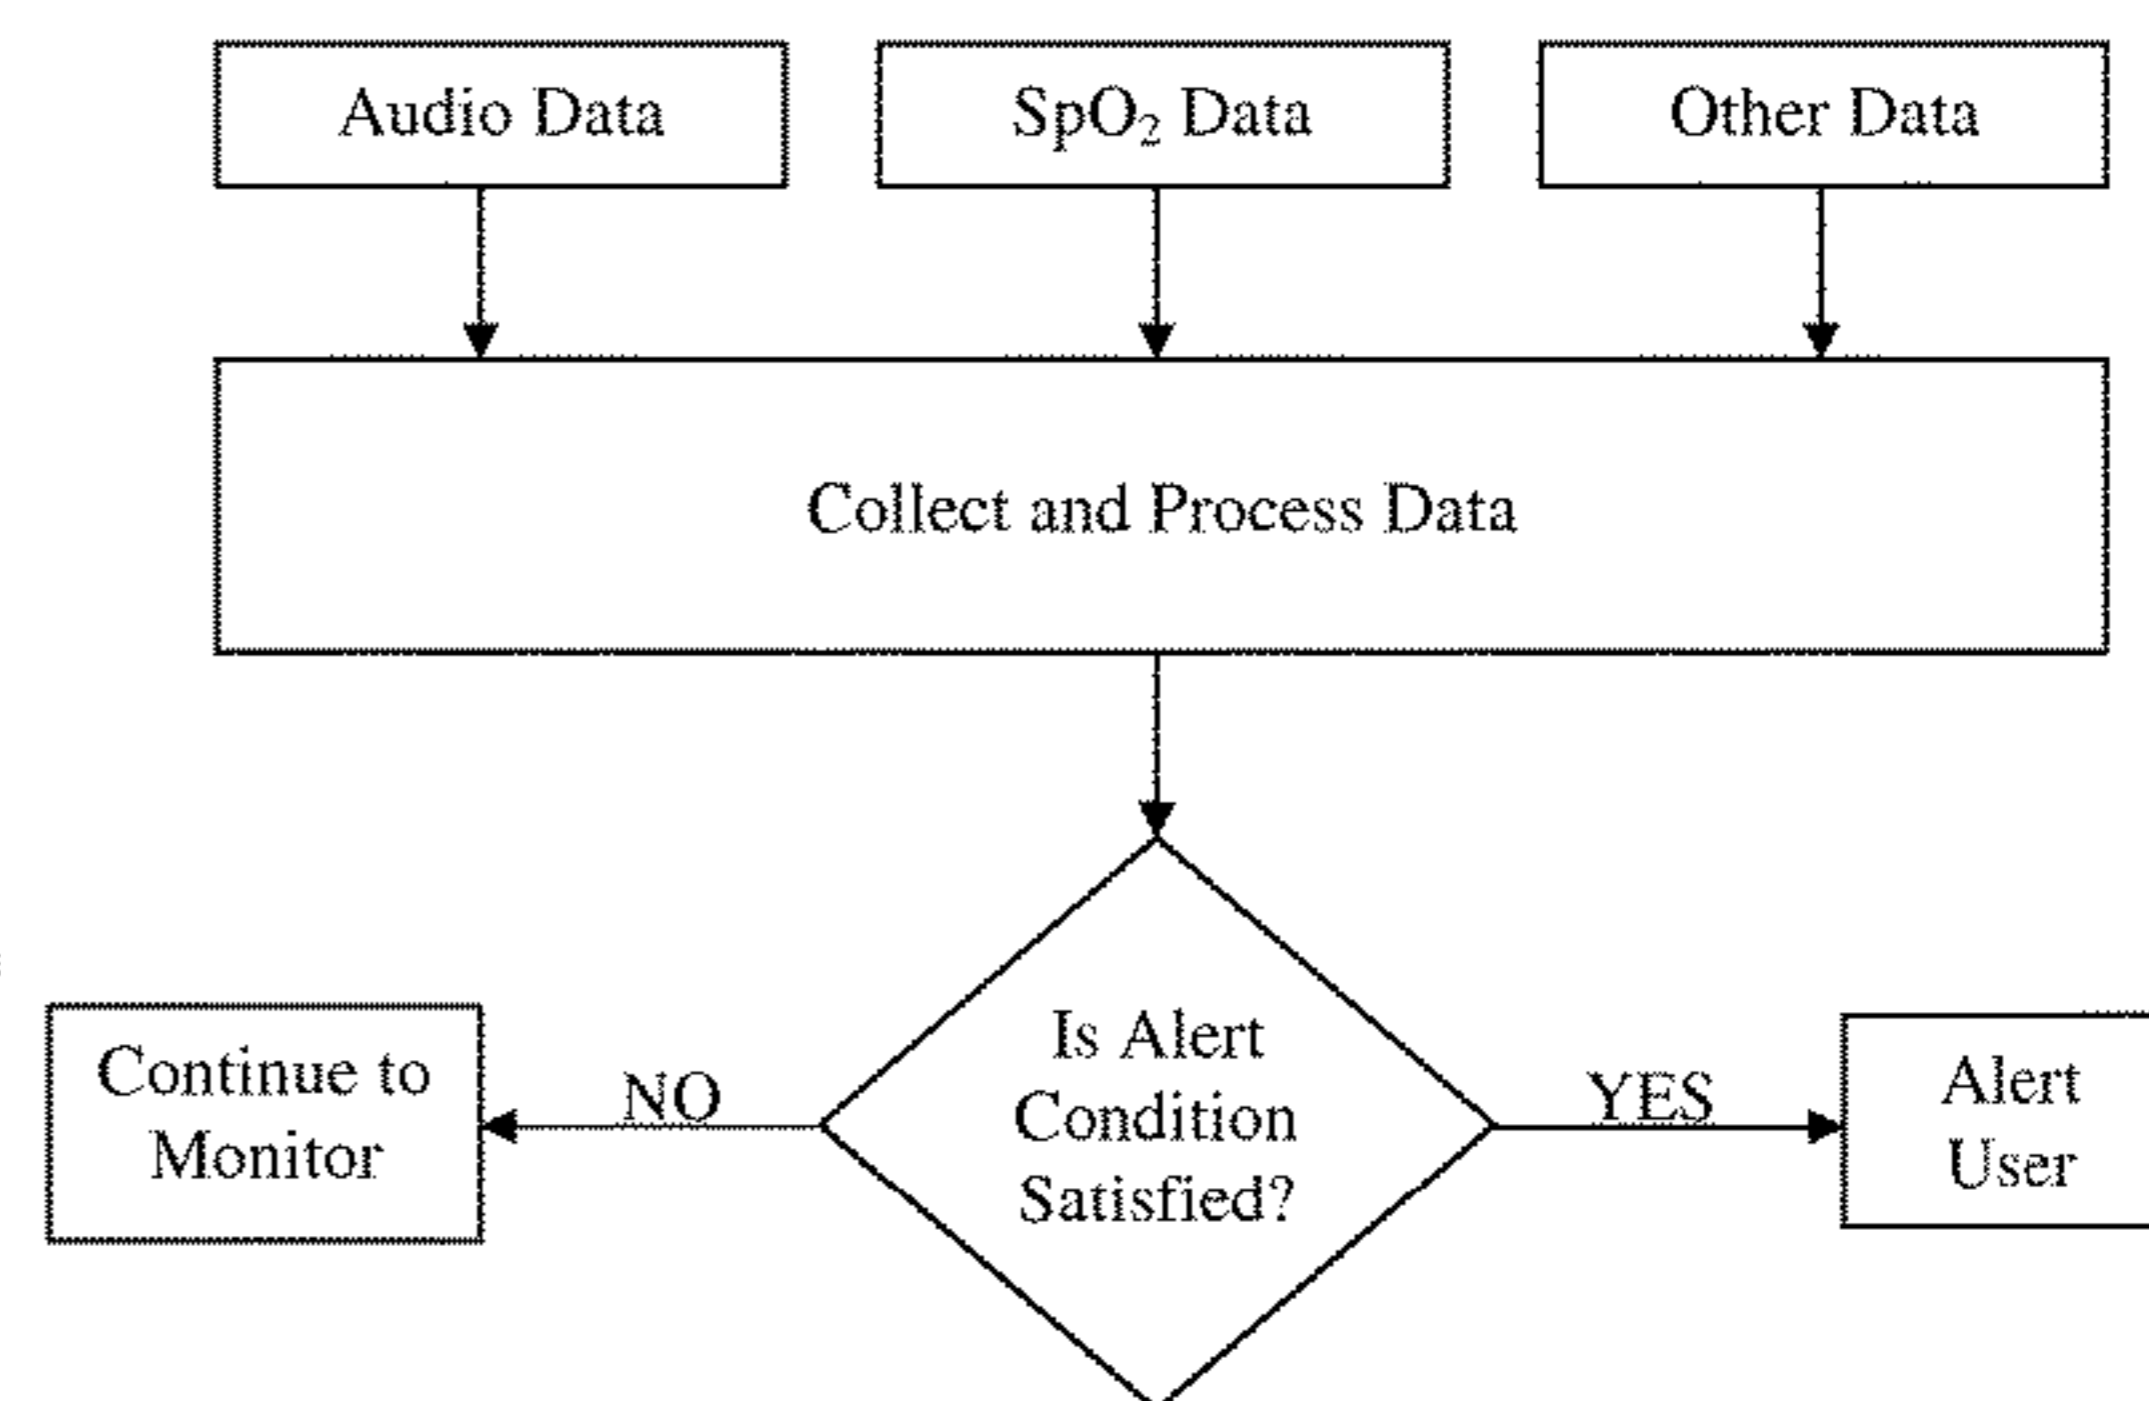 Audio Data
SpO₂ Data
Other Data
Collect and Process Data
Is Alert
Condition
Satisfied?
NO
YES
Continue to
Monitor
Alert
User